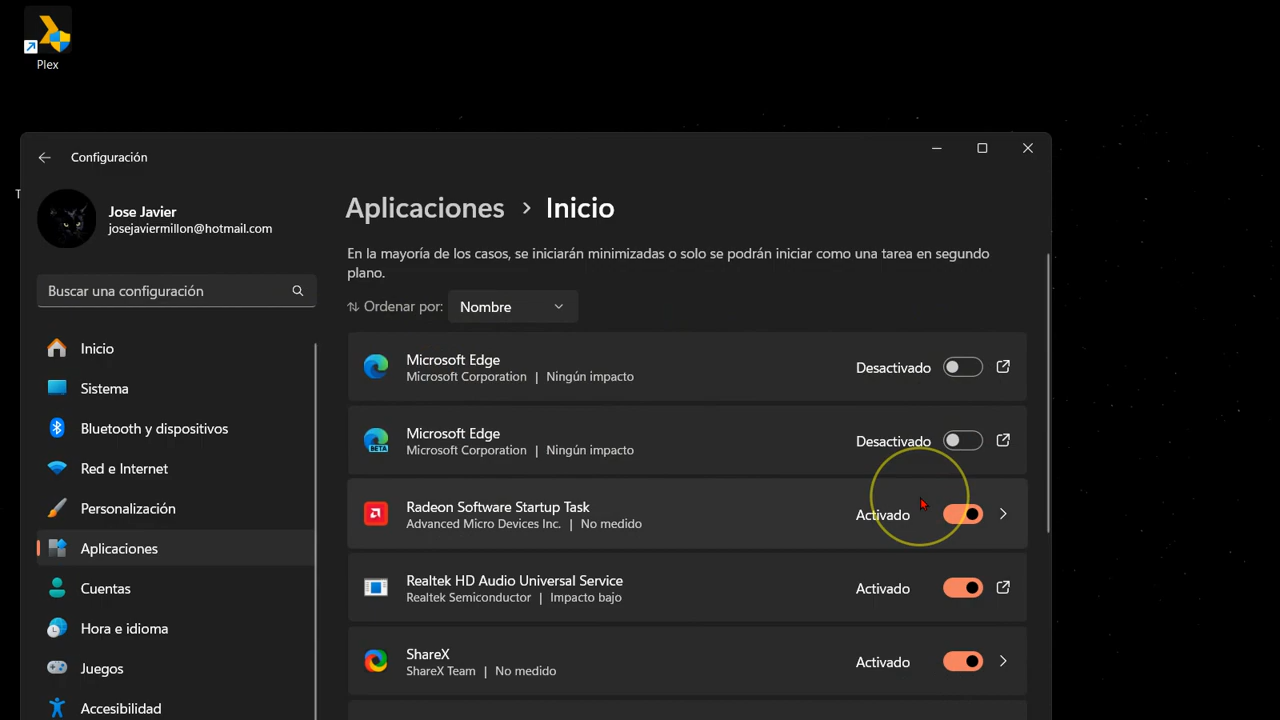 Plex
Configuración
T
Jose Javier
josejaviermillon@hotmail.com
Buscar una configuración
Inicio
Sistema
Bluetooth y dispositivos
Red e Internet
Personalización
Aplicaciones
Cuentas
Hora e idioma
Juegos
Accesibilidad
Aplicaciones > Inicio
En la mayoría de los casos, se iniciarán minimizadas o solo se podrán iniciar como una tarea en segundo
plano.
Ordenar por: Nombre
Microsoft Edge
Microsoft Corporation | Ningún impacto
Desactivado
Microsoft Edge
Microsoft Corporation | Ningún impacto
Desactivado
BETA
Radeon Software Startup Task
Advanced Micro Devices Inc. | No medido
Activado
Realtek HD Audio Universal Service
Realtek Semiconductor | Impacto bajo
Activado
ShareX
ShareX Team | No medido
Activado